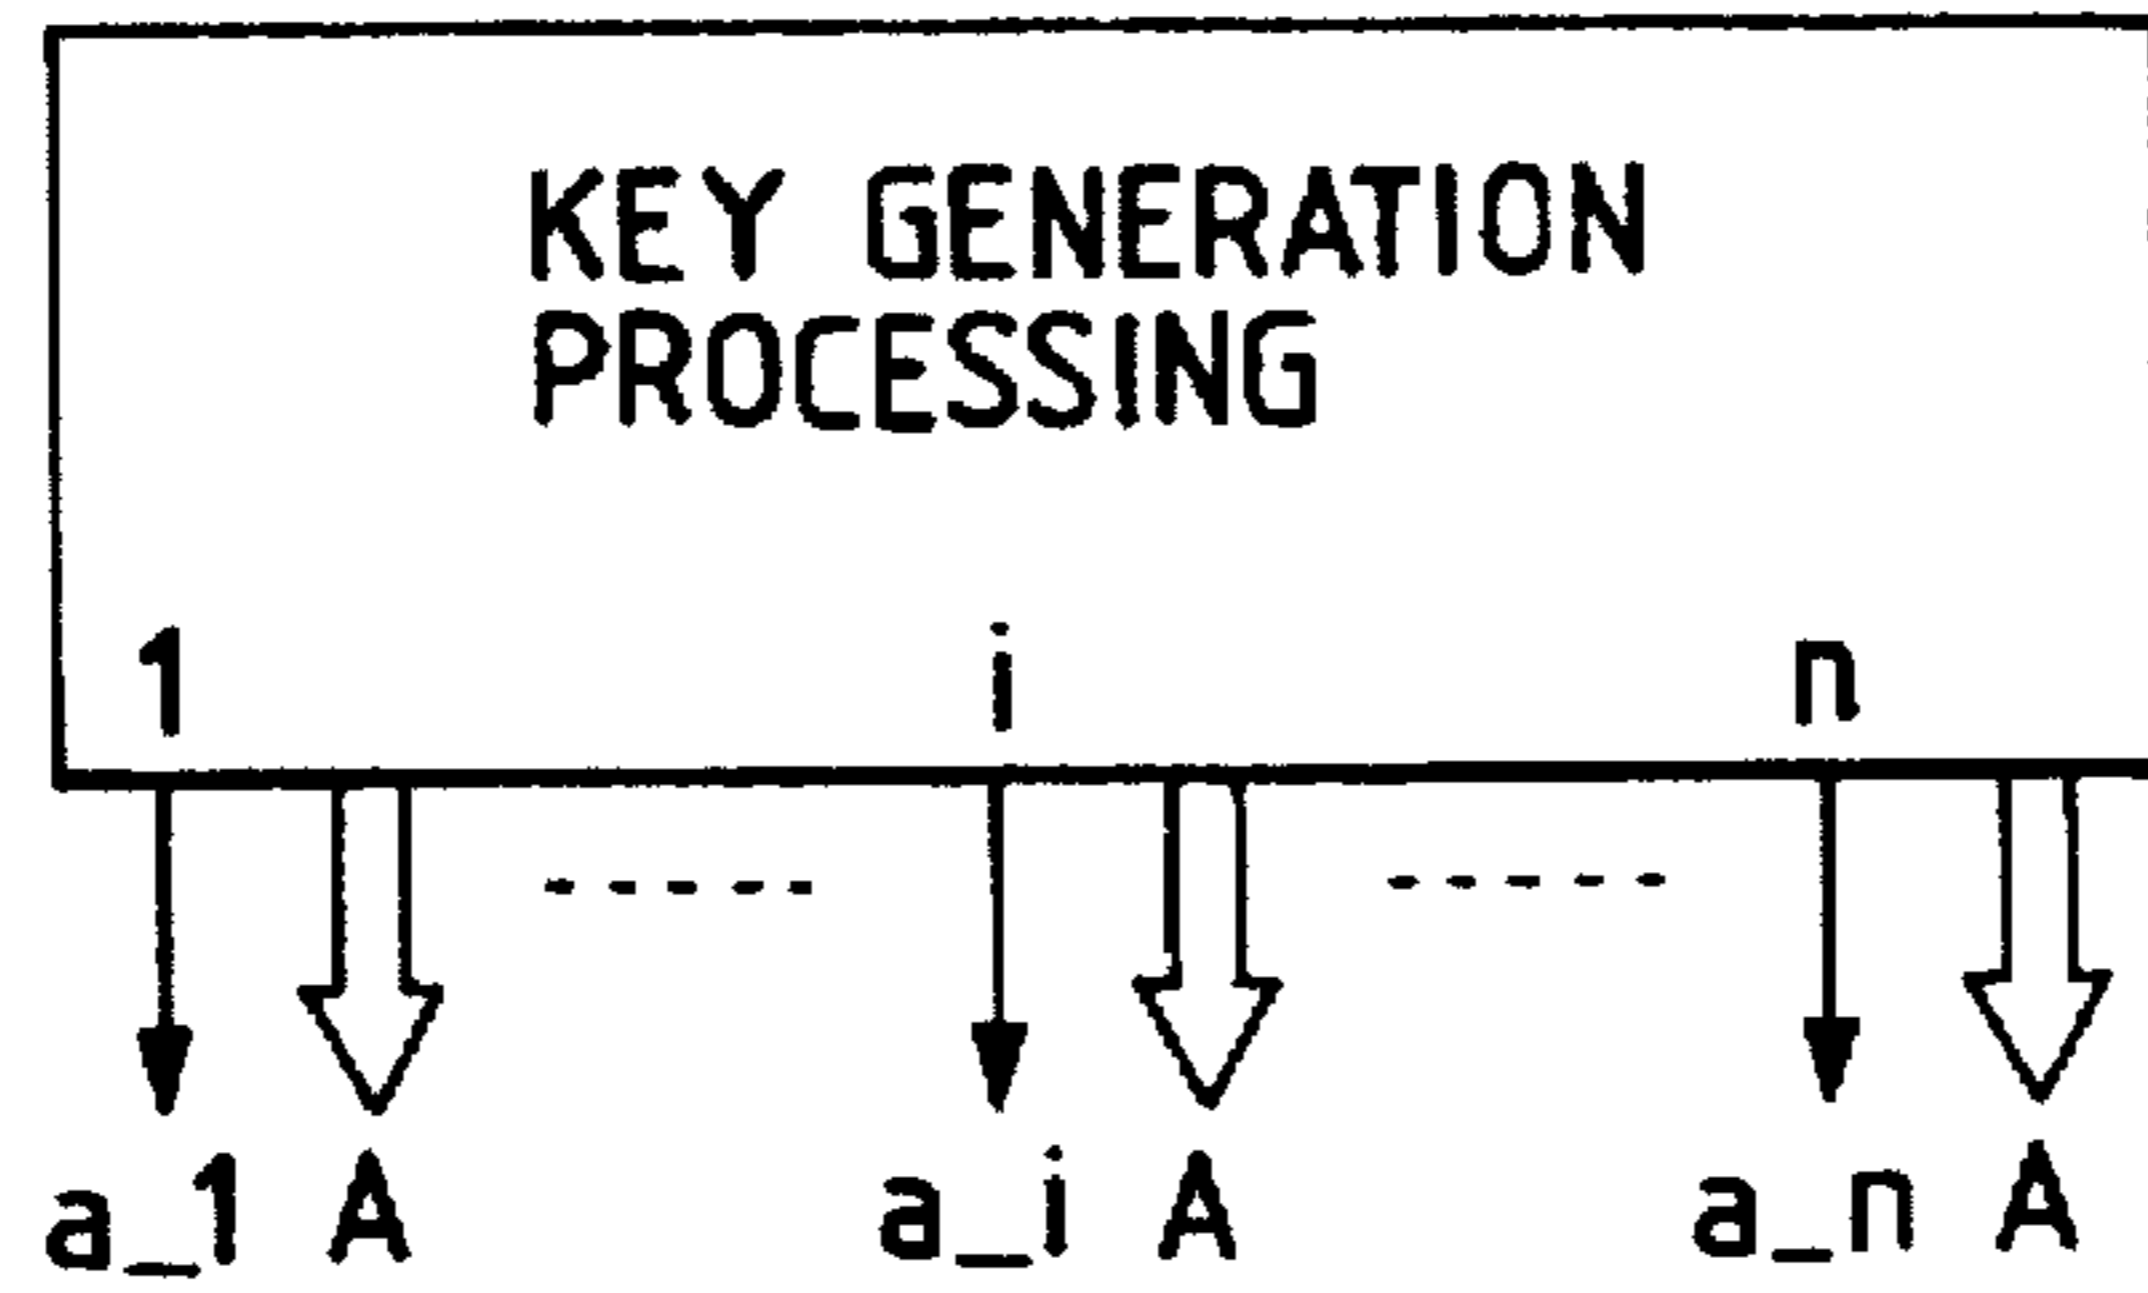 KEY GENERATION
PROCESSING
1 i n
a_1 A a_i A a_n A